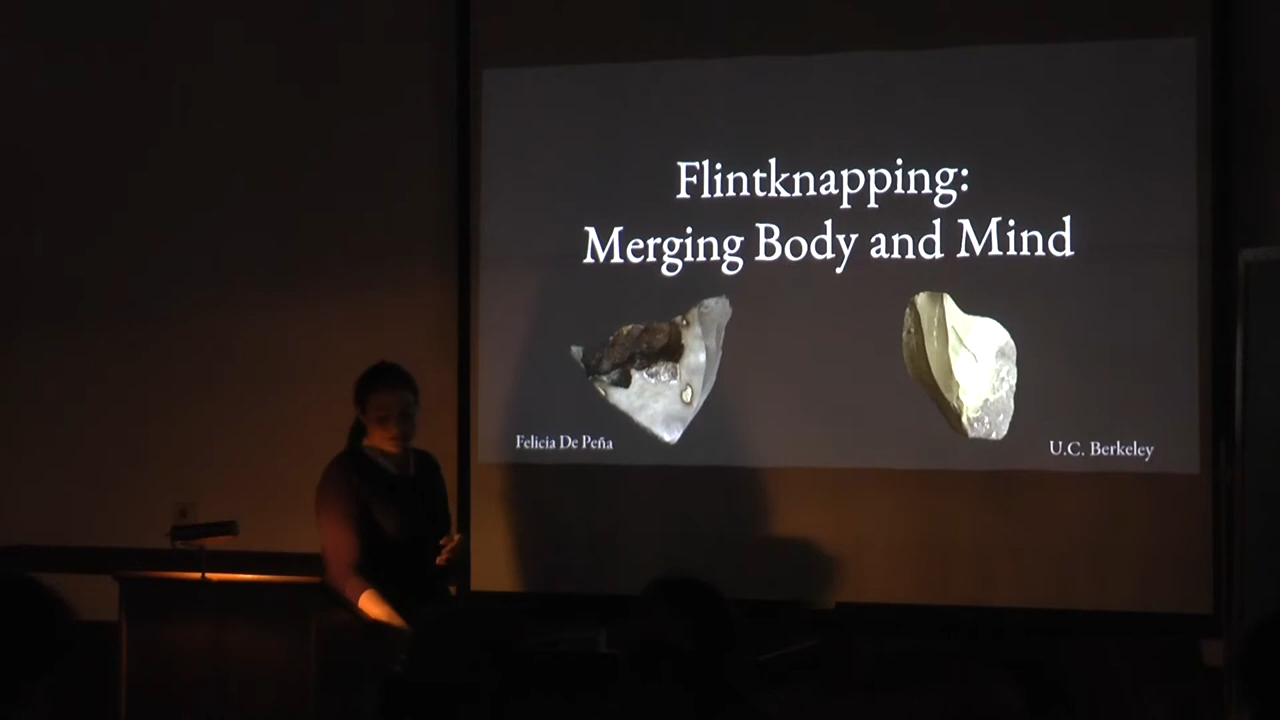 Flintknapping:
Merging Body and Mind
Felicia De Peña
U.C. Berkeley